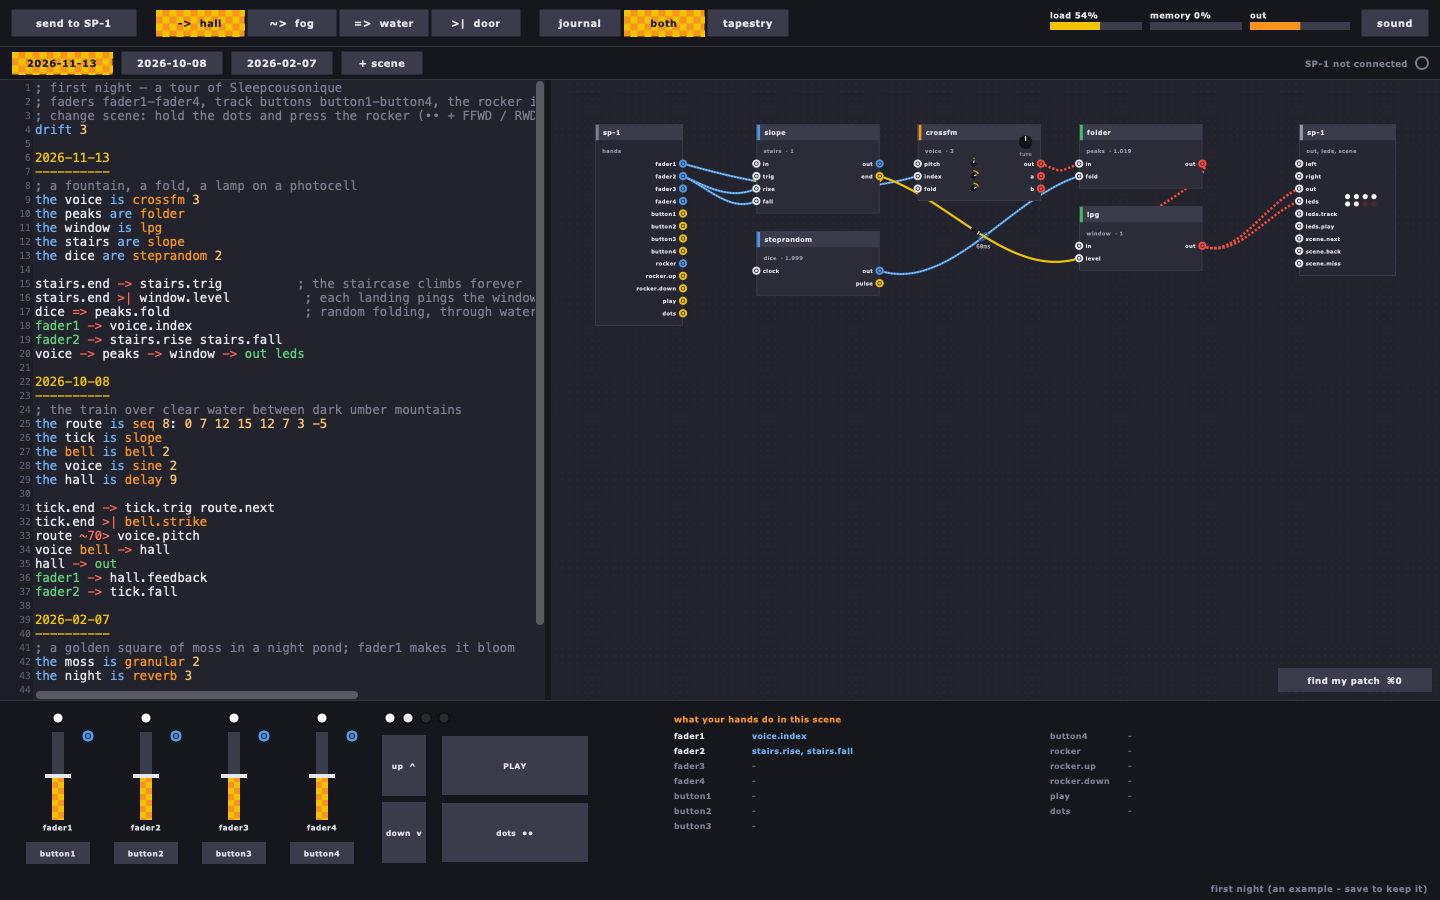 send to SP-1
-> hall
~> fog
=> water
>| door
journal
both
tapestry
load 54%
memory 0%
out
sound
2026-11-13
2026-10-08
2026-02-07
+ scene
SP-1 not connected
1 ; first night — a tour of Sleepcousonique
2 ; faders fader1-fader4, track buttons button1-button4, the rocker i
3 ; change scene: hold the dots and press the rocker (•• + FFWD / RWD
4 drift 3
5
6 2026-11-13
7 ----------
8 ; a fountain, a fold, a lamp on a photocell
9 the voice is crossfm 3
10 the peaks are folder
11 the window is lpg
12 the stairs are slope
13 the dice are steprandom 2
14
15 stairs.end -> stairs.trig ; the staircase climbs forever
16 stairs.end >| window.level ; each landing pings the window
17 dice => peaks.fold ; random folding, through water
18 fader1 -> voice.index
19 fader2 -> stairs.rise stairs.fall
20 voice -> peaks -> window -> out leds
21
22 2026-10-08
23 ----------
24 ; the train over clear water between dark umber mountains
25 the route is seq 8: 0 7 12 15 12 7 3 -5
26 the tick is slope
27 the bell is bell 2
28 the voice is sine 2
29 the hall is delay 9
30
31 tick.end -> tick.trig route.next
32 tick.end >| bell.strike
33 route ~70> voice.pitch
34 voice bell -> hall
35 hall -> out
36 fader1 -> hall.feedback
37 fader2 -> tick.fall
38
39 2026-02-07
40 ----------
41 ; a golden square of moss in a night pond; fader1 makes it bloom
42 the moss is granular 2
43 the night is reverb 3
44
sp-1
hands
fader1
fader2
fader3
fader4
button1
button2
button3
button4
rocker
rocker.up
rocker.down
play
dots
slope
stairs · 1
in
out
trig
end
rise
fall
steprandom
dice · 1.999
clock
out
pulse
crossfm
voice · 3
tune
pitch
out
index
a
fold
b
60ms
folder
peaks · 1.019
in
out
fold
lpg
window · 1
in
out
level
sp-1
out, leds, scene
left
right
out
leds
leds.track
leds.play
scene.next
scene.back
scene.miss
find my patch ⌘0
fader1
fader2
fader3
fader4
button1
button2
button3
button4
up ^
down v
PLAY
dots ••
what your hands do in this scene
fader1 voice.index
fader2 stairs.rise, stairs.fall
fader3 -
fader4 -
button1 -
button2 -
button3 -
button4 -
rocker -
rocker.up -
rocker.down -
play -
dots -
first night (an example - save to keep it)